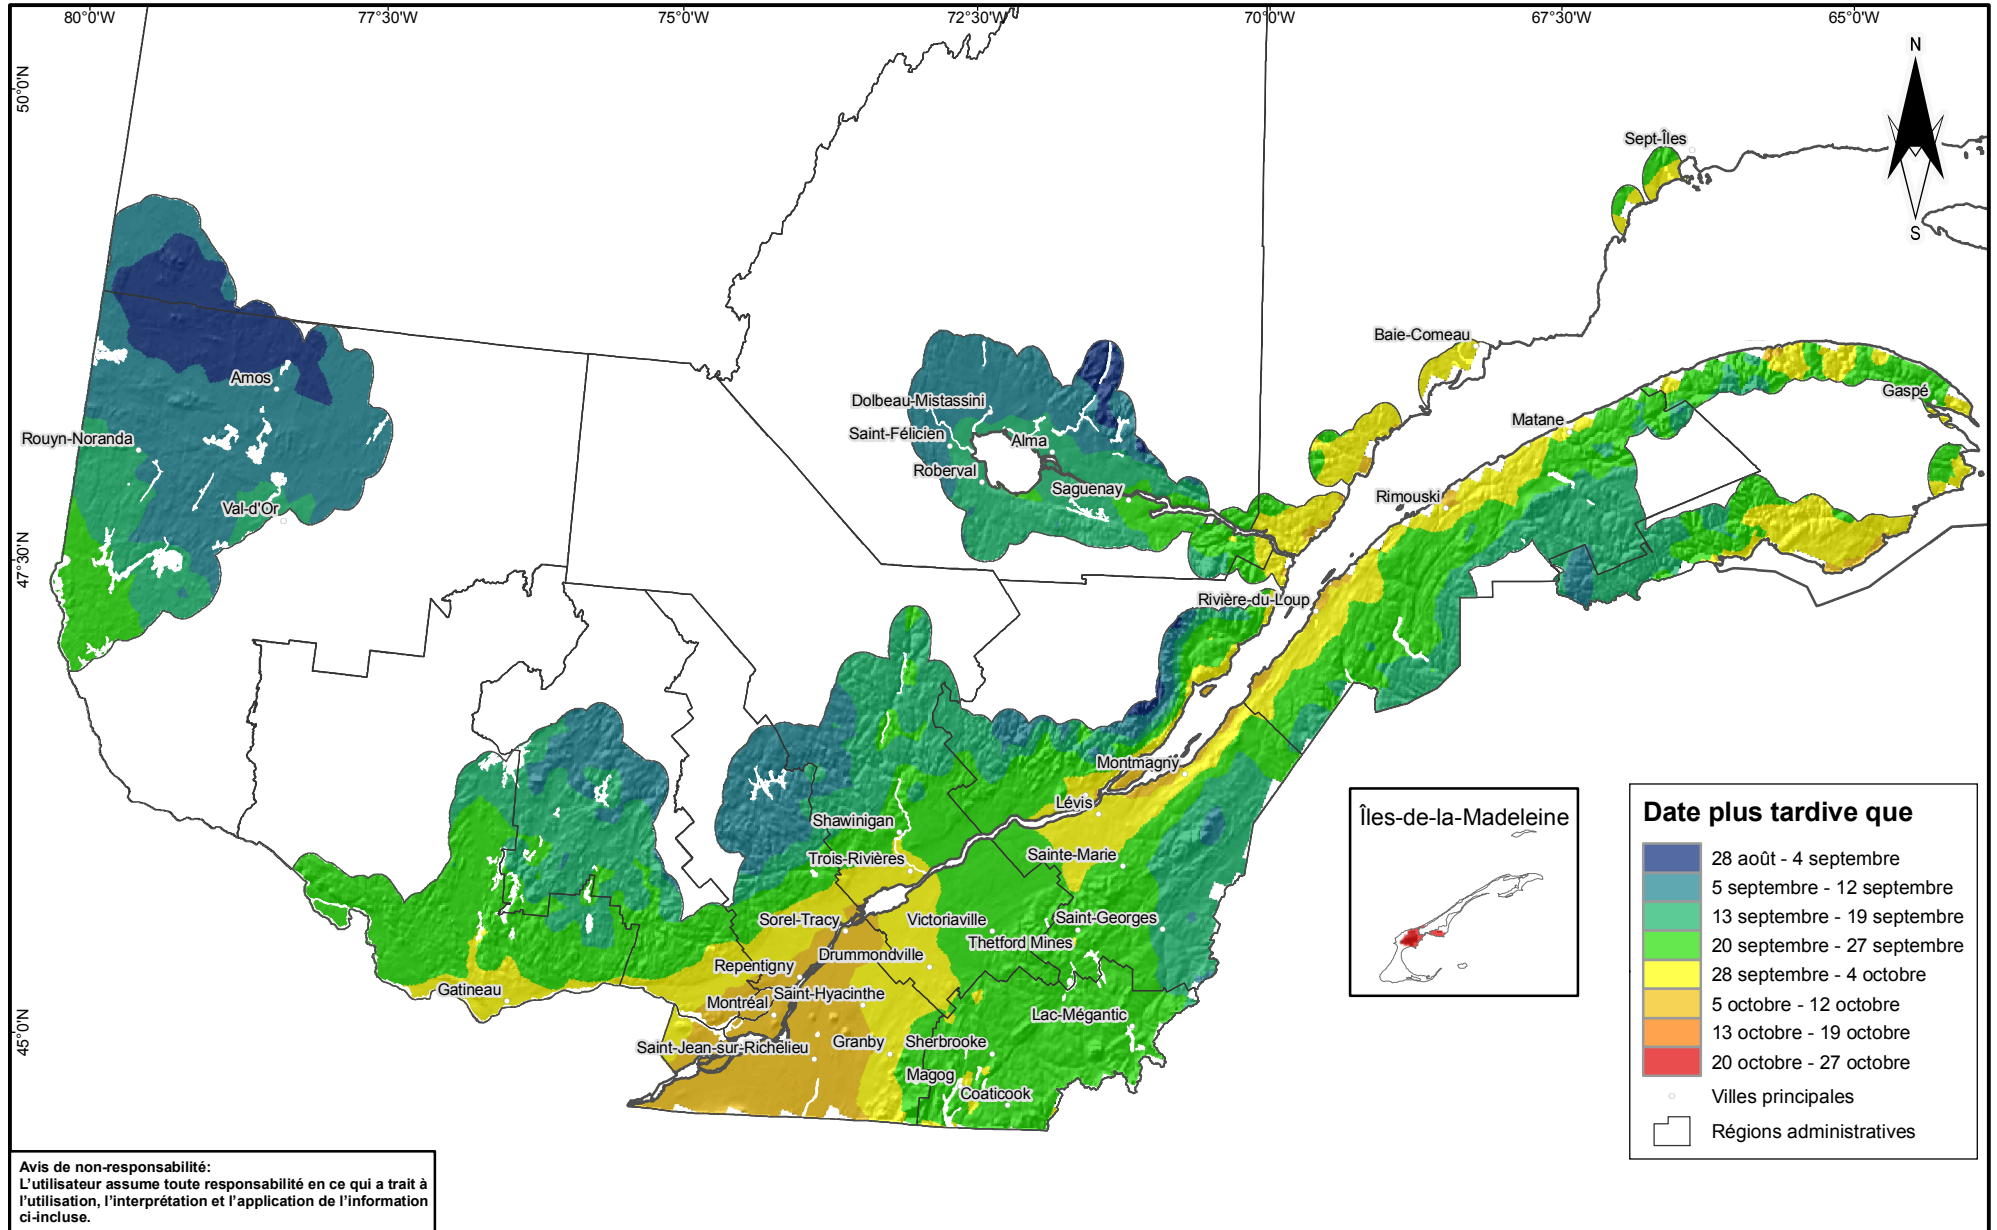 80°0'W
77°30'W
75°0'W
72°30'W
70°0'W
67°30'W
65°0'W
50°0'N
47°30'N
45°0'N
N
S
Sept-Îles
Baie-Comeau
Gaspé
Matane
Rimouski
Rivière-du-Loup
Amos
Rouyn-Noranda
Val-d'Or
Dolbeau-Mistassini
Saint-Félicien
Alma
Roberval
Saguenay
Montmagny
Lévis
Shawinigan
Trois-Rivières
Sainte-Marie
Sorel-Tracy
Victoriaville
Saint-Georges
Thetford Mines
Drummondville
Repentigny
Gatineau
Montréal
Saint-Hyacinthe
Lac-Mégantic
Saint-Jean-sur-Richelieu
Granby
Sherbrooke
Magog
Coaticook
Îles-de-la-Madeleine
Date plus tardive que
28 août - 4 septembre
5 septembre - 12 septembre
13 septembre - 19 septembre
20 septembre - 27 septembre
28 septembre - 4 octobre
5 octobre - 12 octobre
13 octobre - 19 octobre
20 octobre - 27 octobre
Villes principales
Régions administratives
Avis de non-responsabilité:
L'utilisateur assume toute responsabilité en ce qui a trait à
l'utilisation, l'interprétation et l'application de l'information
ci-incluse.